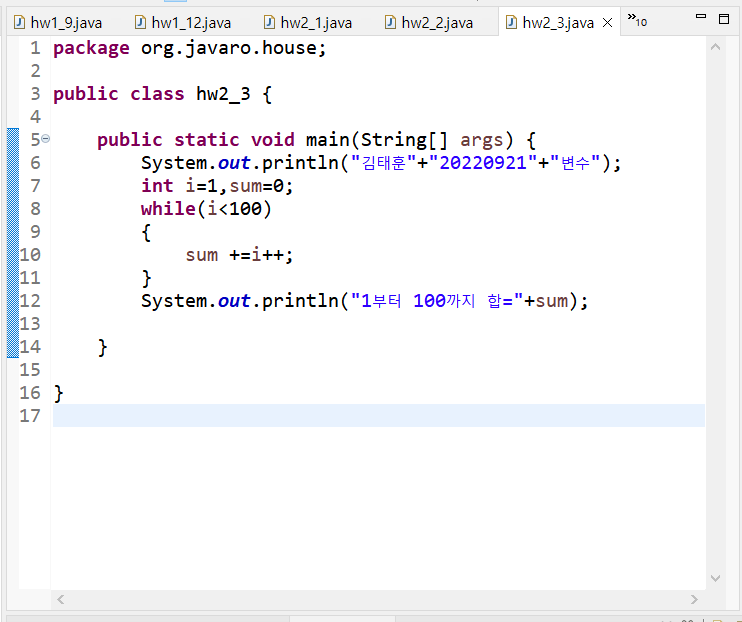 hw1_9.java hw1_12.java hw2_1.java hw2_2.java hw2_3.java »10
1 package org.javaro.house;
2
3 public class hw2_3 {
4
5 public static void main(String[] args) {
6 System.out.println("김태훈"+"20220921"+"변수");
7 int i=1,sum=0;
8 while(i<100)
9 {
10 sum +=i++;
11 }
12 System.out.println("1부터 100까지 합="+sum);
13
14 }
15
16 }
17